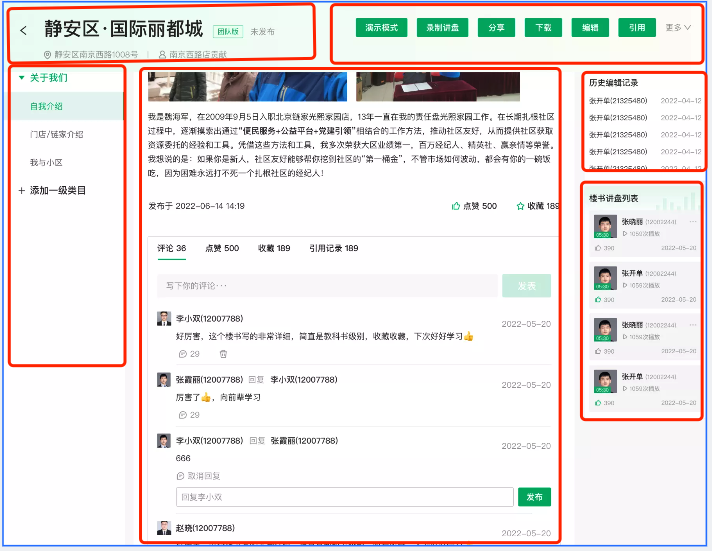 静安区·国际丽都城 团队版 未发布
静安区南京西路1008号 | 南京西路店贡献
演示模式 录制讲盘 分享 下载 编辑 引用 更多
关于我们
自我介绍
门店/链家介绍
我与小区
+ 添加一级类目
我是魏海军，在2009年9月5日入职北京链家光熙家园店，13年一直在我的责任盘光熙家园工作。在长期扎根社区
过程中，逐渐摸索出通过“便民服务+公益平台+党建引领”相结合的工作方法，推动社区友好，从而提供社区获取
资源委托的经验和工具，凭借这些方法和工具，我多次荣获大区业绩第一，百万经纪人、精英社、赢亲情等荣誉。
我想说的是：如果你是新人，社区友好能够帮你挖到社区的“第一桶金”，不管市场如何波动，都会有你的一碗饭
吃，因为困难永远打不死一个扎根社区的经纪人！
发布于 2022-06-14 14:19
点赞 500 收藏 189
评论 36 点赞 500 收藏 189 引用记录 189
写下你的评论···
发表
李小双(12007788)
2022-05-20
好厉害，这个楼书写的非常详细，简直是教科书级别，收藏收藏，下次好好学习👍
29
张霞丽(12007788) 回复 李小双(12007788)
2022-05-20
厉害了👍，向前辈学习
29
李小双(12007788) 回复 张霞丽(12007788)
2022-05-20
666
取消回复
回复李小双
发布
赵晓(12007788)
2022-05-20
历史编辑记录
张开单(21325480) 2022-04-12
张开单(21325480) 2022-04-12
张开单(21325480) 2022-04-12
张开单(21325480) 2022-04-12
张开单(21325480) 2022-04-12
楼书讲盘列表
张晓丽 (12002244) ···
1059次播放
05:30
390 2022-05-20
张开单 (12002244)
1059次播放
05:30
390 2022-05-20
张晓丽 (12002244) ···
1059次播放
05:30
390 2022-05-20
张开单 (12002244)
1059次播放
05:30
390 2022-05-20